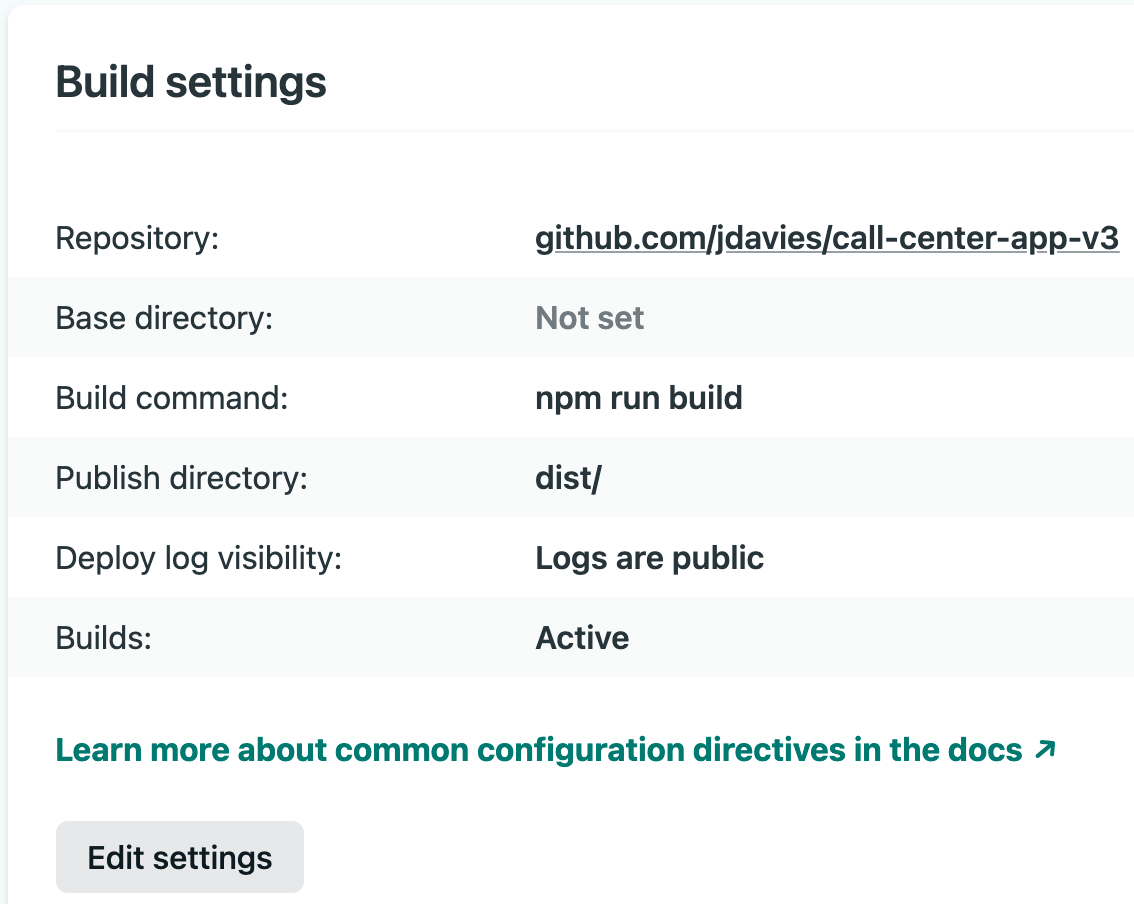 Build settings
Repository: github.com/jdavies/call-center-app-v3
Base directory: Not set
Build command: npm run build
Publish directory: dist/
Deploy log visibility: Logs are public
Builds: Active
Learn more about common configuration directives in the docs ↗
Edit settings